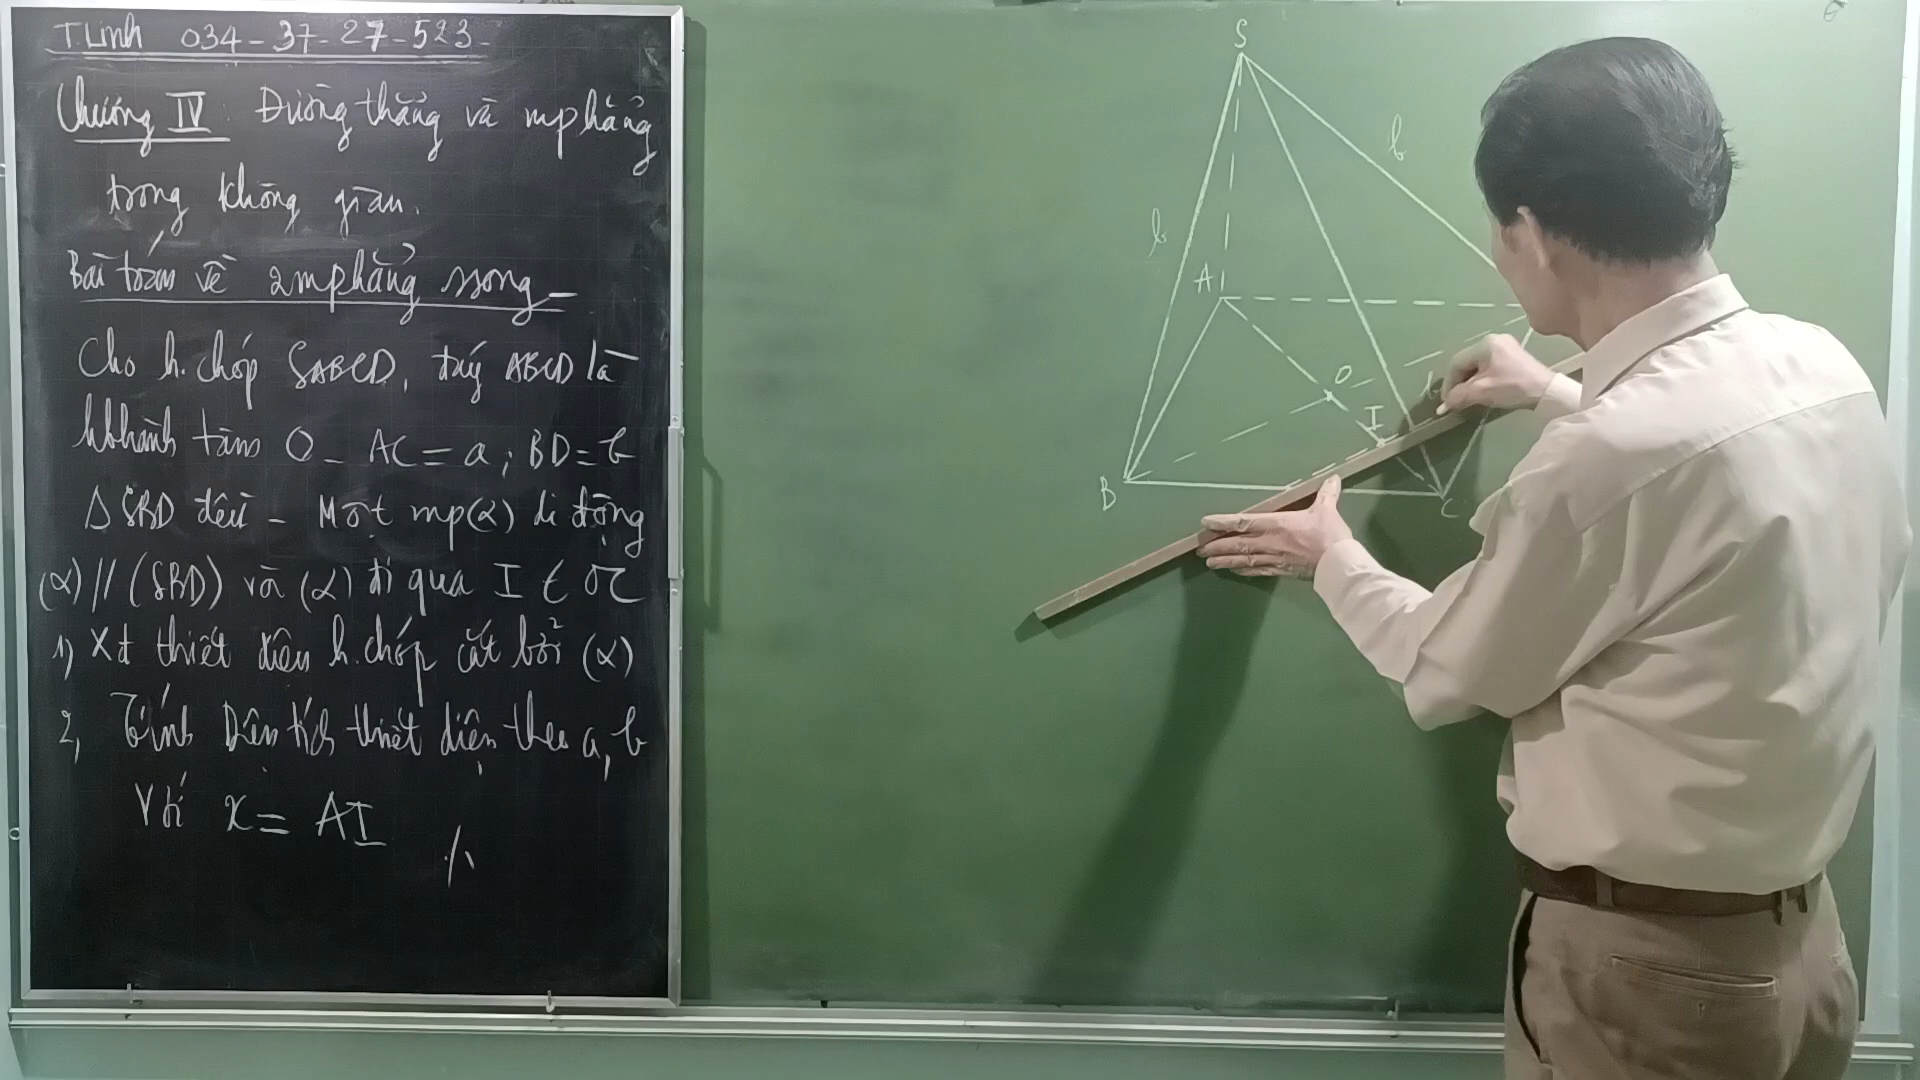 T.Linh 034-37-27-523-
Chương IV: Đường thẳng và mphẳng
trong không gian.
Bài toán về 2mphẳng song
Cho h.chóp SABCD, đáy ABCD là
hbhành tâm O - AC = a; BD = b
Δ SBD đều - Một mp(α) di động
(α) // (SBD) và (α) đi qua I ∈ OC
1) Xđ thiết diện h.chóp cắt bởi (α)
2, Tính Diện tích thiết diện theo a, b
Với x = AI
S
b
b
A
O
I
b
B
C